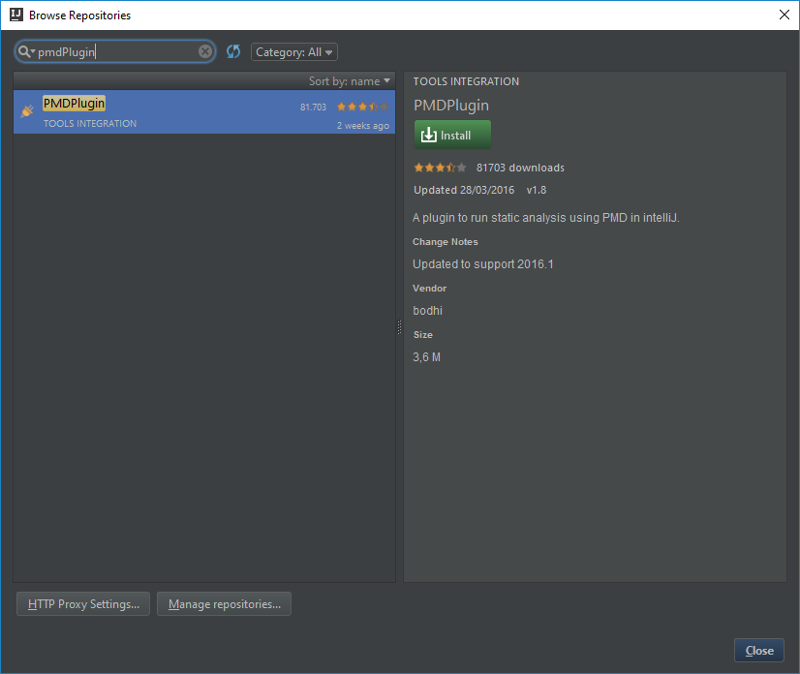 IJ Browse Repositories
pmdPlugin
Category: All
Sort by: name
PMDPlugin
81.703
TOOLS INTEGRATION
2 weeks ago
TOOLS INTEGRATION
PMDPlugin
Install
81703 downloads
Updated 28/03/2016 v1.8
A plugin to run static analysis using PMD in intelliJ.
Change Notes
Updated to support 2016.1
Vendor
bodhi
Size
3,6 M
HTTP Proxy Settings...
Manage repositories...
Close